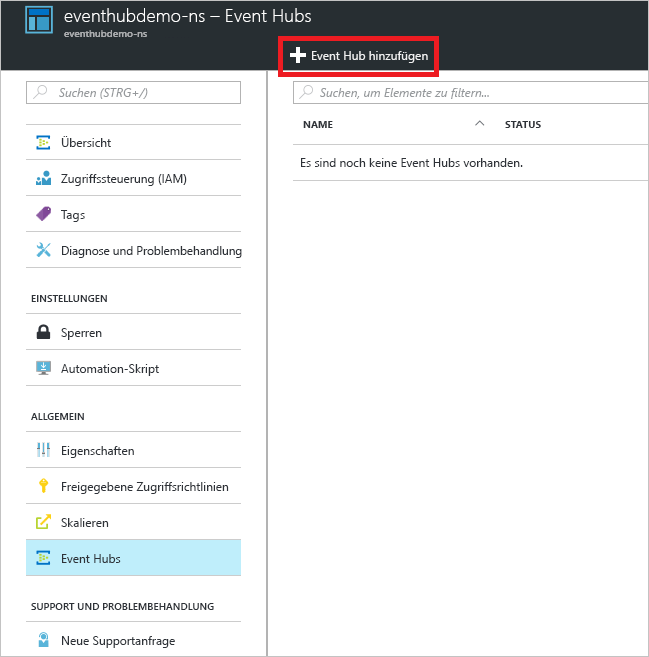 eventhubdemo-ns – Event Hubs
eventhubdemo-ns
Event Hub hinzufügen
Suchen (STRG+/)
Übersicht
Zugriffssteuerung (IAM)
Tags
Diagnose und Problembehandlung
EINSTELLUNGEN
Sperren
Automation-Skript
ALLGEMEIN
Eigenschaften
Freigegebene Zugriffsrichtlinien
Skalieren
Event Hubs
SUPPORT UND PROBLEMBEHANDLUNG
Neue Supportanfrage
Suchen, um Elemente zu filtern...
NAME STATUS
Es sind noch keine Event Hubs vorhanden.